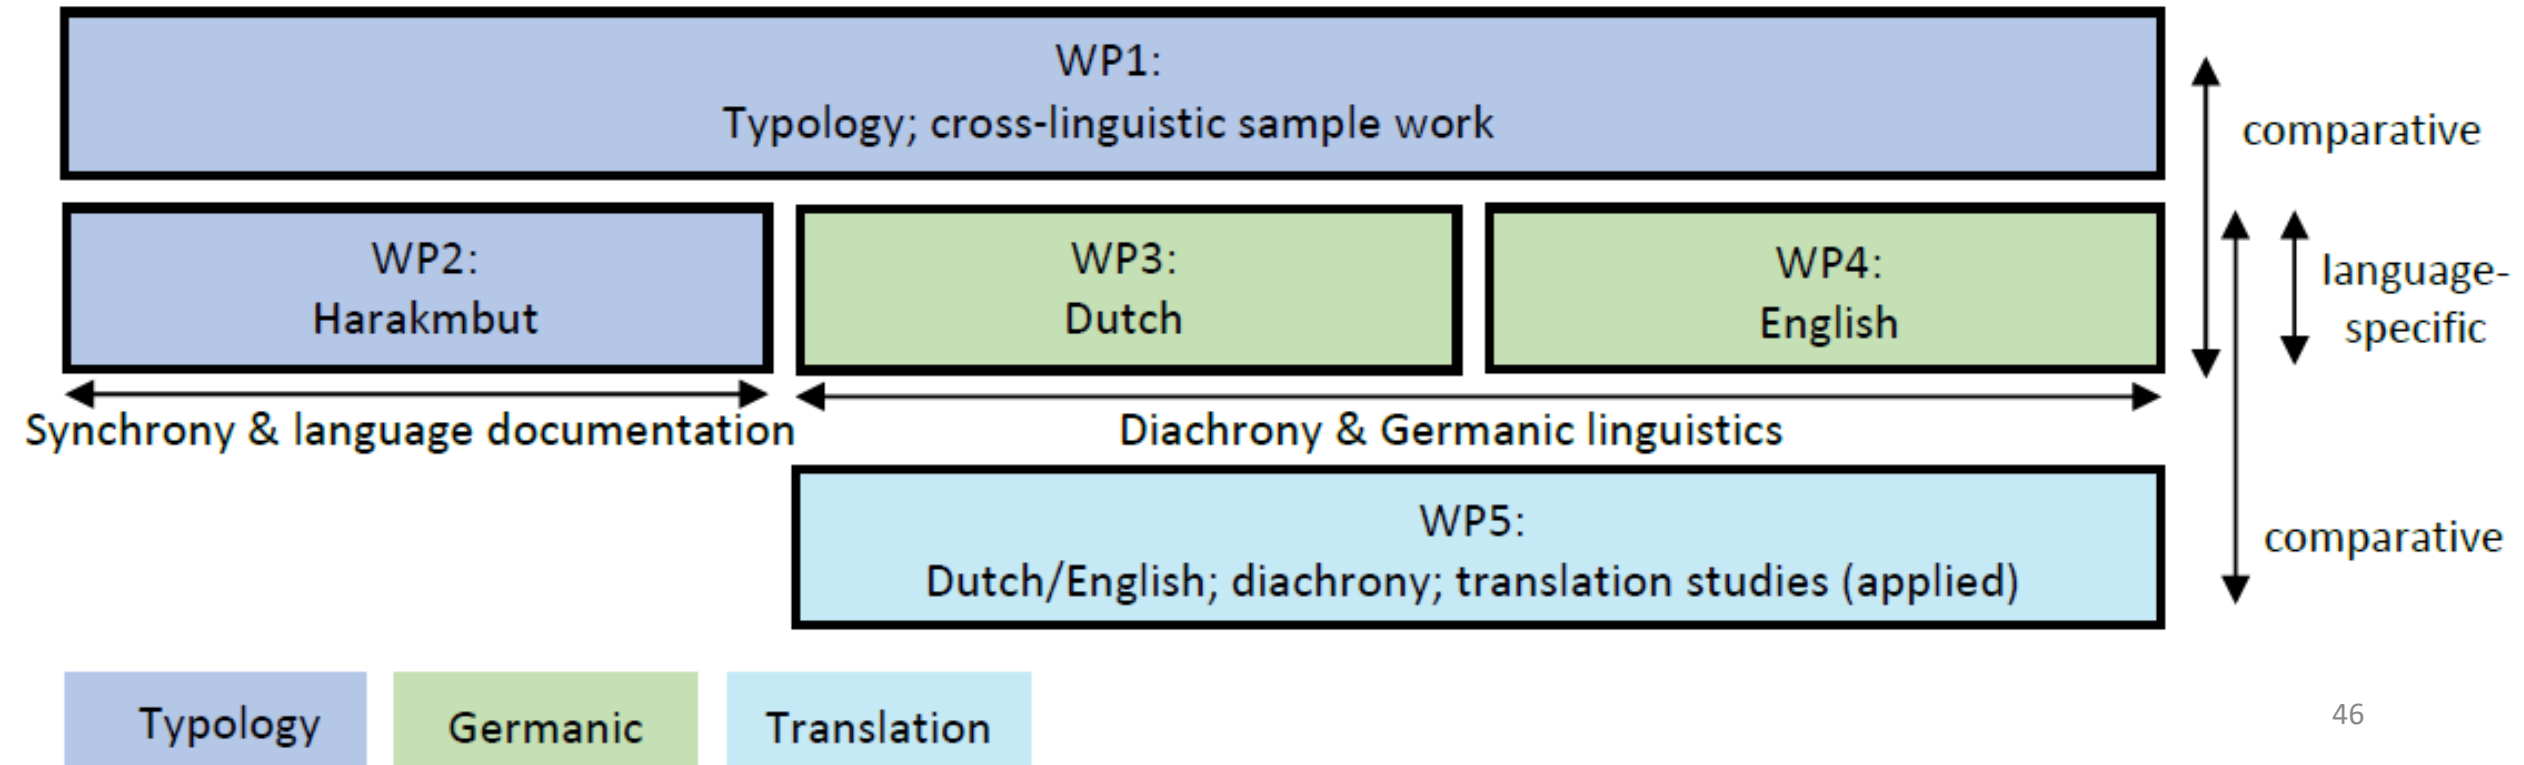 WP1:
Typology; cross-linguistic sample work
comparative
WP2:
Harakmbut
WP3:
Dutch
WP4:
English
language-
specific
Synchrony & language documentation
Diachrony & Germanic linguistics
WP5:
Dutch/English; diachrony; translation studies (applied)
comparative
Typology
Germanic
Translation
46